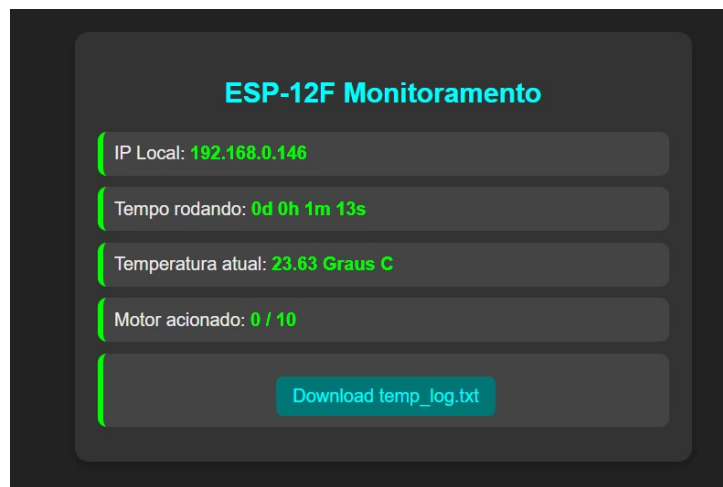 ESP-12F Monitoramento
IP Local: 192.168.0.146
Tempo rodando: 0d 0h 1m 13s
Temperatura atual: 23.63 Graus C
Motor acionado: 0 / 10
Download temp_log.txt